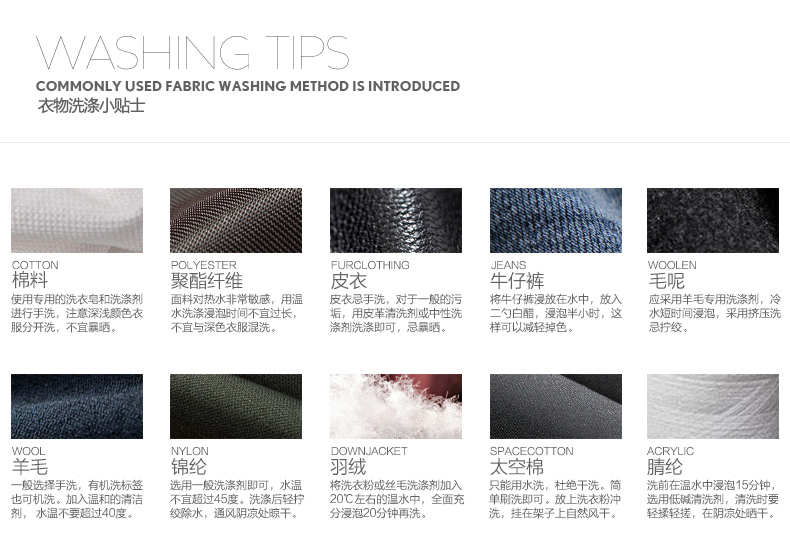 WASHING TIPS
COMMONLY USED FABRIC WASHING METHOD IS INTRODUCED
衣物洗涤小贴士
COTTON
棉料
使用专用的洗衣皂和洗涤剂
进行手洗，注意深浅颜色衣
服分开洗，不宜暴晒。
POLYESTER
聚酯纤维
面料对热水非常敏感，用温
水洗涤浸泡时间不宜过长，
不宜与深色衣服混洗。
FURCLOTHING
皮衣
皮衣忌手洗，对于一般的污
垢，用皮革清洗剂或中性洗
涤剂洗涤即可，忌暴晒。
JEANS
牛仔裤
将牛仔裤浸放在水中，放入
二勺白醋，浸泡半小时，这
样可以减轻掉色。
WOOLEN
毛呢
应采用羊毛专用洗涤剂，冷
水短时间浸泡，采用挤压洗
忌拧绞。
WOOL
羊毛
一般选择手洗，有机洗标签
也可机洗。加入温和的清洁
剂， 水温不要超过40度。
NYLON
锦纶
选用一般洗涤剂即可，水温
不宜超过45度。洗涤后轻拧
绞除水，通风阴凉处晾干。
DOWNJACKET
羽绒
将洗衣粉或丝毛洗涤剂加入
20℃左右的温水中，全面充
分浸泡20分钟再洗。
SPACECOTTON
太空棉
只能用水洗，杜绝干洗。简
单刷洗即可。放上洗衣粉冲
洗，挂在架子上自然风干。
ACRYLIC
腈纶
洗前在温水中浸泡15分钟，
选用低碱清洗剂，清洗时要
轻揉轻搓，在阴凉处晒干。